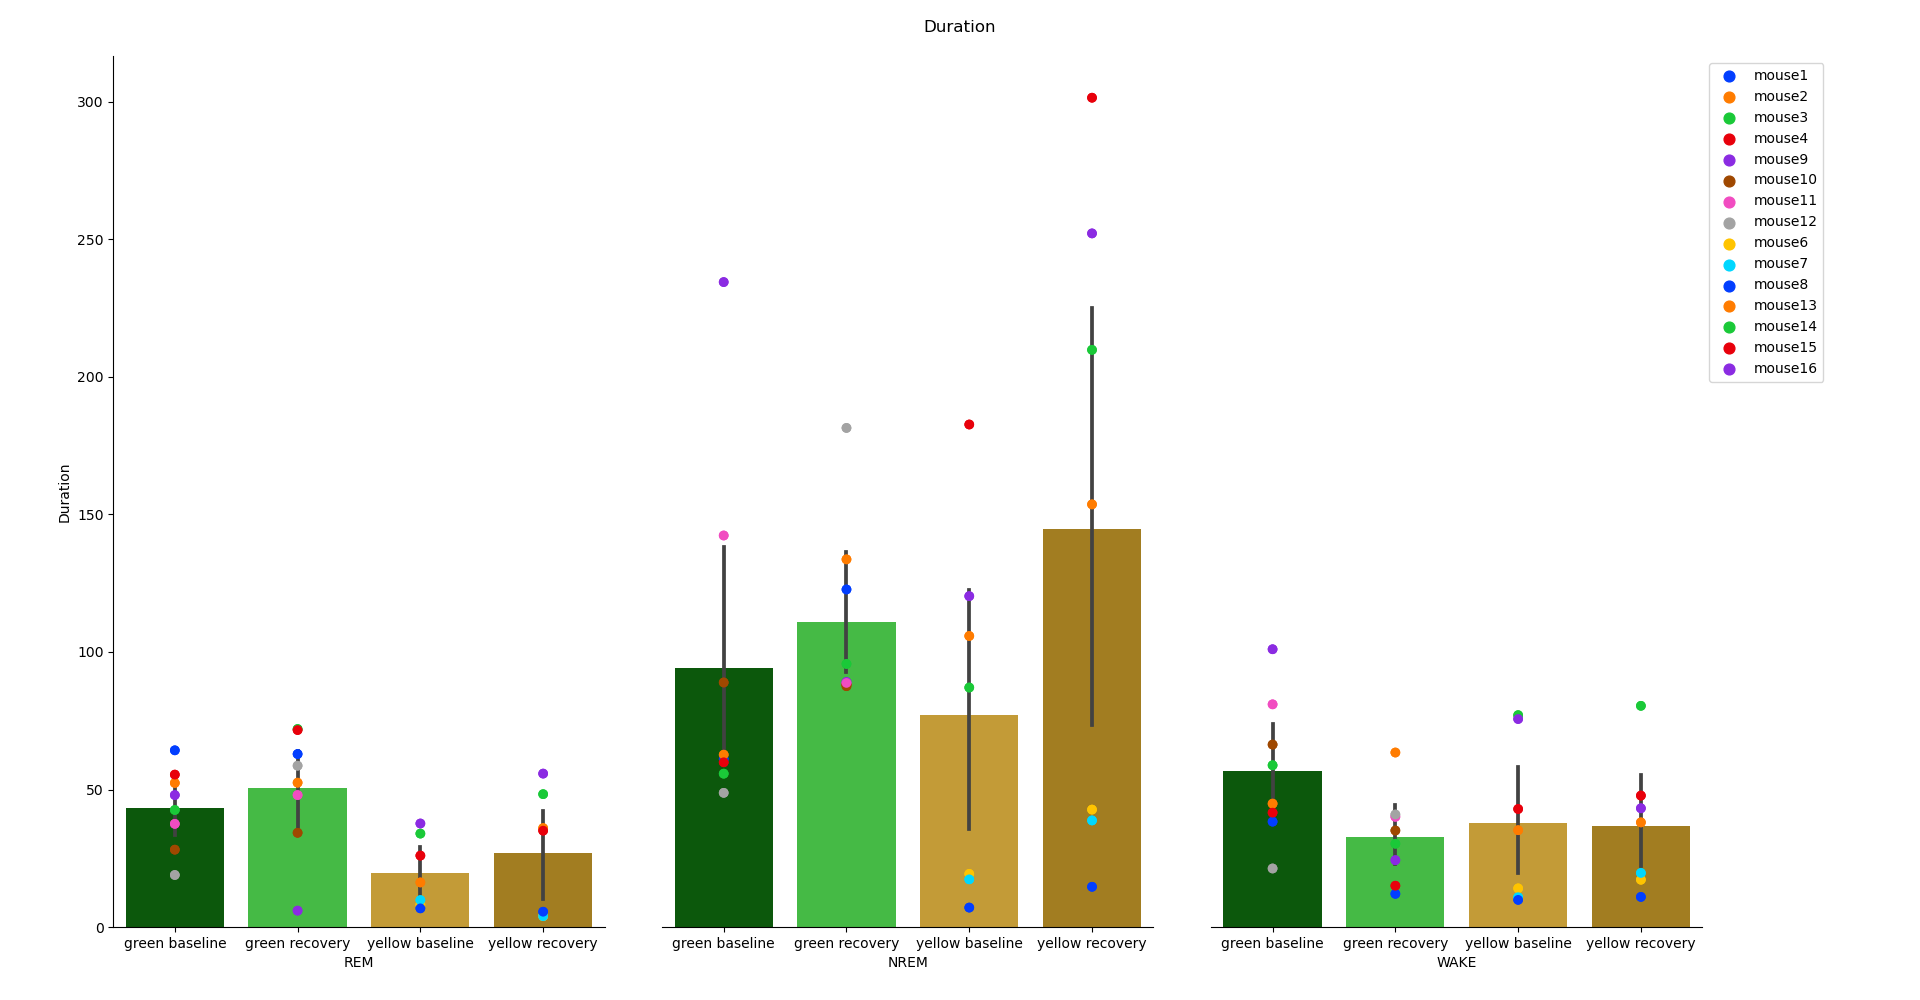 Duration
300
250
200
150
100
50
0
Duration
green baseline green recovery yellow baseline yellow recovery
REM
green baseline green recovery yellow baseline yellow recovery
NREM
green baseline green recovery yellow baseline yellow recovery
WAKE
mouse1
mouse2
mouse3
mouse4
mouse9
mouse10
mouse11
mouse12
mouse6
mouse7
mouse8
mouse13
mouse14
mouse15
mouse16